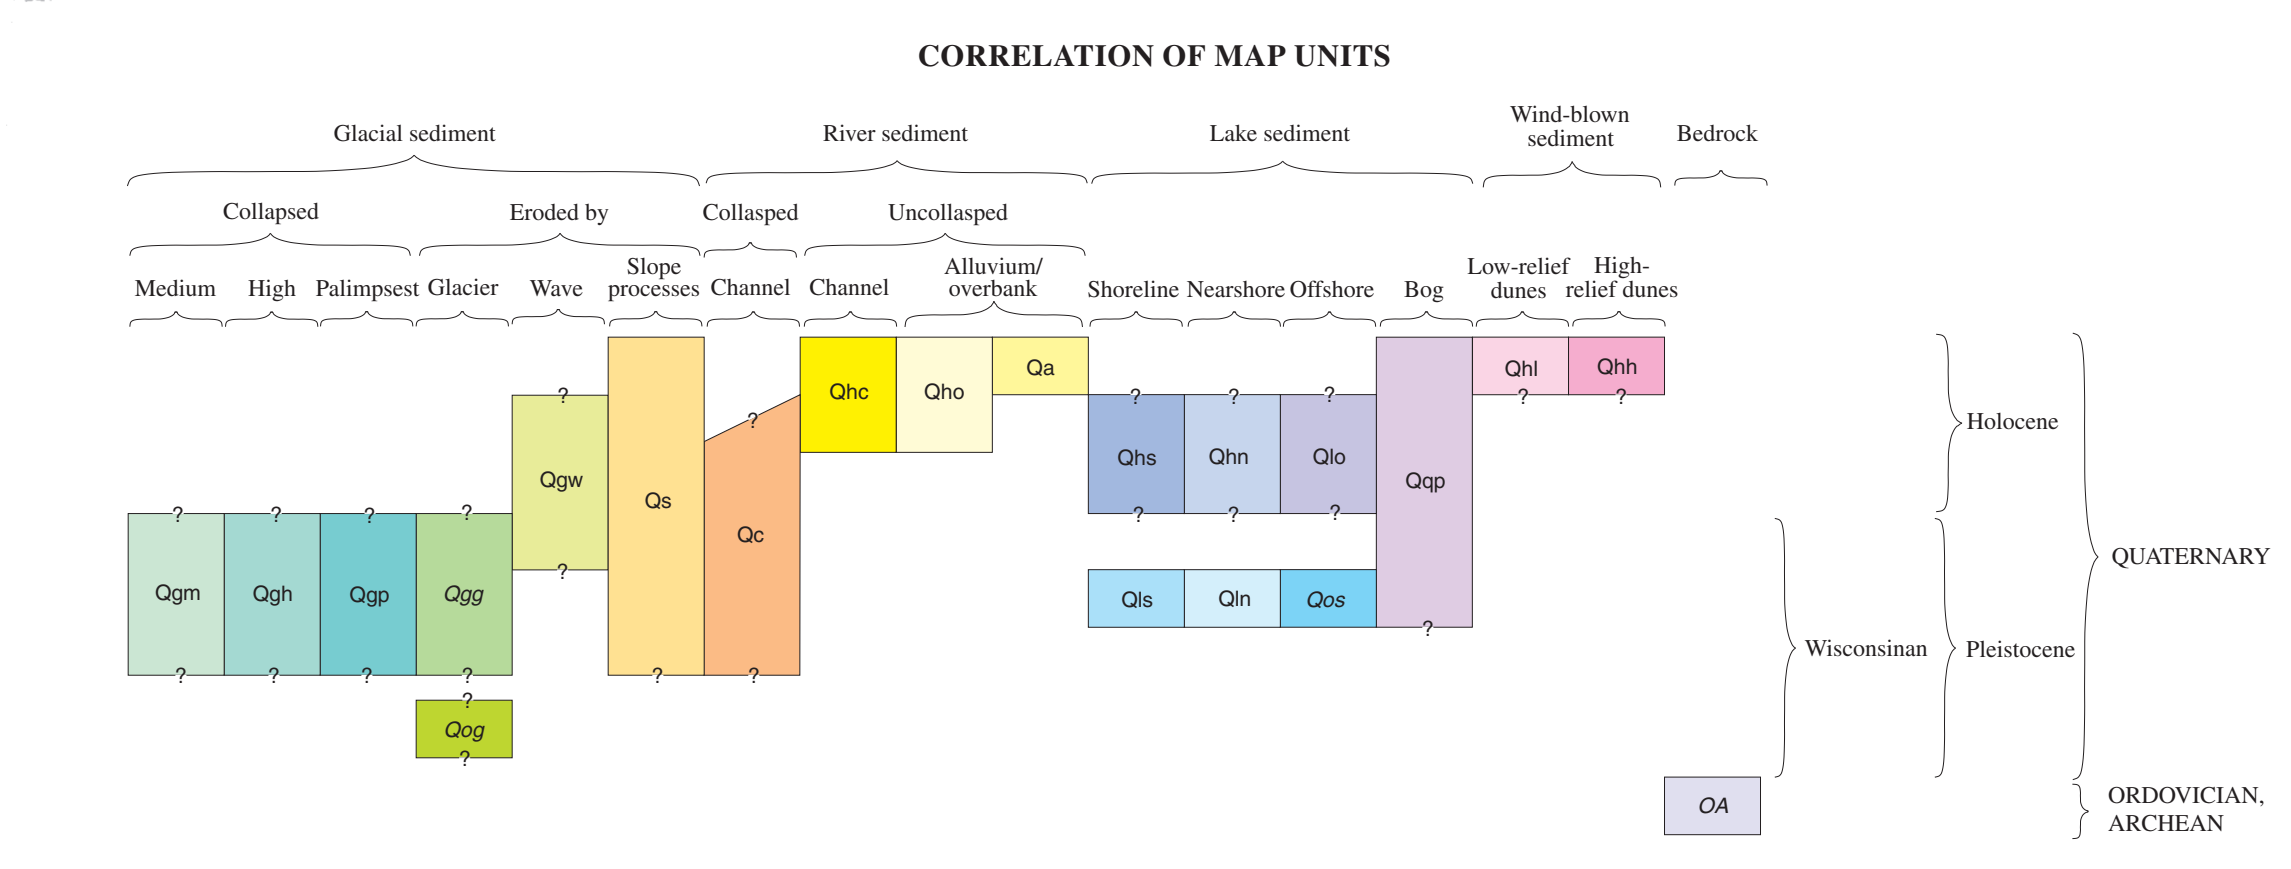 CORRELATION OF MAP UNITS
Glacial sediment
River sediment
Lake sediment
Wind-blown
sediment
Bedrock
Collapsed
Eroded by
Collasped
Uncollasped
Medium
High
Palimpsest
Glacier
Wave
Slope
processes
Channel
Channel
Alluvium/
overbank
Shoreline
Nearshore
Offshore
Bog
Low-relief
dunes
High-
relief dunes
Qgm
?
?
Qgh
?
?
Qgp
?
?
Qgg
?
?
Qog
?
?
Qgw
?
?
Qs
?
Qc
?
?
Qhc
Qho
Qa
Qhs
?
?
Qhn
?
?
Qlo
?
?
Qls
Qln
Qos
Qqp
?
Qhl
?
Qhh
?
OA
Holocene
Wisconsinan
Pleistocene
QUATERNARY
ORDOVICIAN,
ARCHEAN